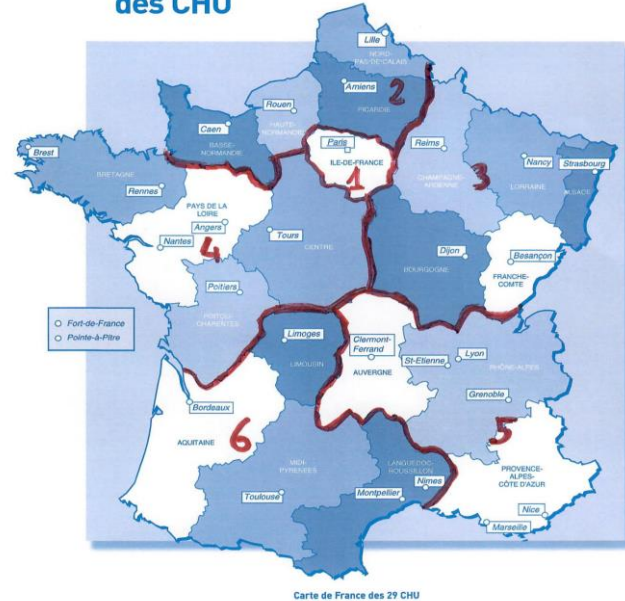 des CHU
Lille
NORD-
PAS-DE-CALAIS
Amiens
2
PICARDIE
Rouen
HAUTE-
NORMANDIE
Caen
BASSE-
NORMANDIE
Paris
ILE-DE-FRANCE
1
Reims
CHAMPAGNE-
ARDENNE
3
Nancy
LORRAINE
Strasbourg
ALSACE
Brest
BRETAGNE
Rennes
PAYS DE LA
LOIRE
Angers
Nantes
4
Tours
CENTRE
Dijon
BOURGOGNE
Besançon
FRANCHE-
COMTE
Poitiers
POITOU-
CHARENTES
Fort-de-France
Pointe-à-Pitre
Limoges
LIMOUSIN
Clermont-
Ferrand
AUVERGNE
St-Etienne
Lyon
RHÔNE-ALPES
Grenoble
5
Bordeaux
AQUITAINE
6
MIDI-
PYRENEES
Toulouse
LANGUEDOC-
ROUSSILLON
Nîmes
Montpellier
PROVENCE-
ALPES-
CÔTE D'AZUR
Nice
Marseille
Carte de France des 29 CHU